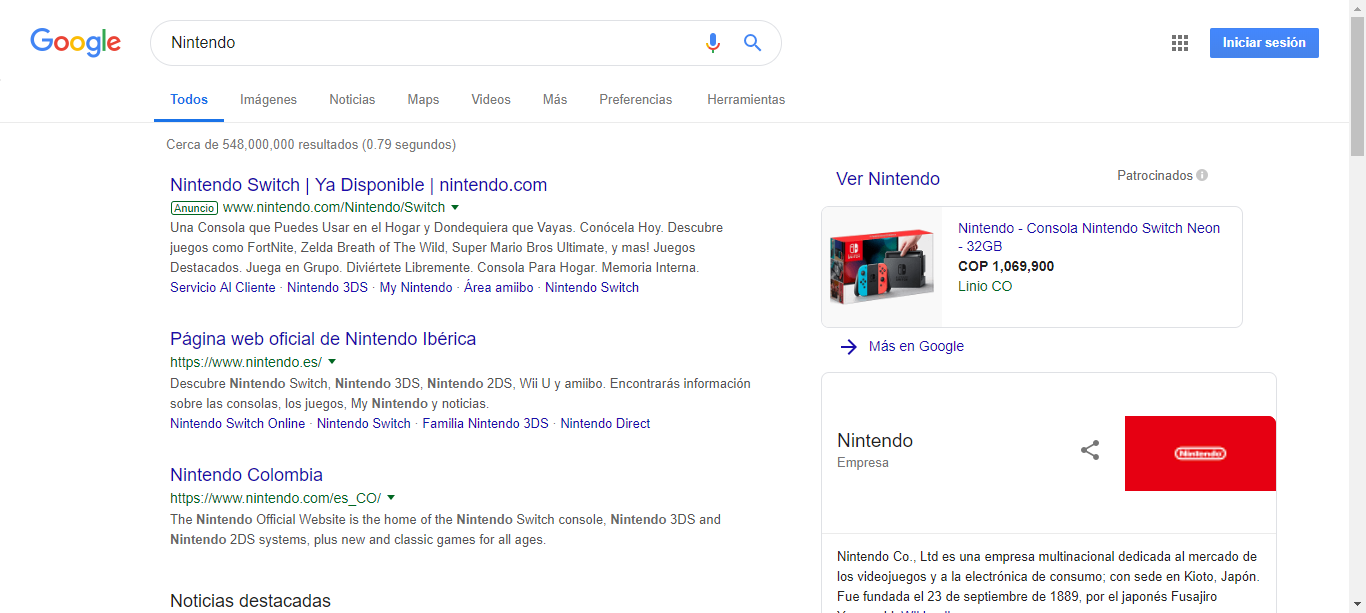 Google
Nintendo
Iniciar sesión
Todos Imágenes Noticias Maps Videos Más Preferencias Herramientas
Cerca de 548,000,000 resultados (0.79 segundos)
Nintendo Switch | Ya Disponible | nintendo.com
Anuncio www.nintendo.com/Nintendo/Switch
Una Consola que Puedes Usar en el Hogar y Dondequiera que Vayas. Conócela Hoy. Descubre
juegos como FortNite, Zelda Breath of The Wild, Super Mario Bros Ultimate, y mas! Juegos
Destacados. Juega en Grupo. Diviértete Libremente. Consola Para Hogar. Memoria Interna.
Servicio Al Cliente · Nintendo 3DS · My Nintendo · Área amiibo · Nintendo Switch
Página web oficial de Nintendo Ibérica
https://www.nintendo.es/
Descubre Nintendo Switch, Nintendo 3DS, Nintendo 2DS, Wii U y amiibo. Encontrarás información
sobre las consolas, los juegos, My Nintendo y noticias.
Nintendo Switch Online · Nintendo Switch · Familia Nintendo 3DS · Nintendo Direct
Nintendo Colombia
https://www.nintendo.com/es_CO/
The Nintendo Official Website is the home of the Nintendo Switch console, Nintendo 3DS and
Nintendo 2DS systems, plus new and classic games for all ages.
Noticias destacadas
Ver Nintendo
Patrocinados
Nintendo - Consola Nintendo Switch Neon
- 32GB
COP 1,069,900
Linio CO
Más en Google
Nintendo
Empresa
Nintendo
Nintendo Co., Ltd es una empresa multinacional dedicada al mercado de
los videojuegos y a la electrónica de consumo; con sede en Kioto, Japón.
Fue fundada el 23 de septiembre de 1889, por el japonés Fusajiro